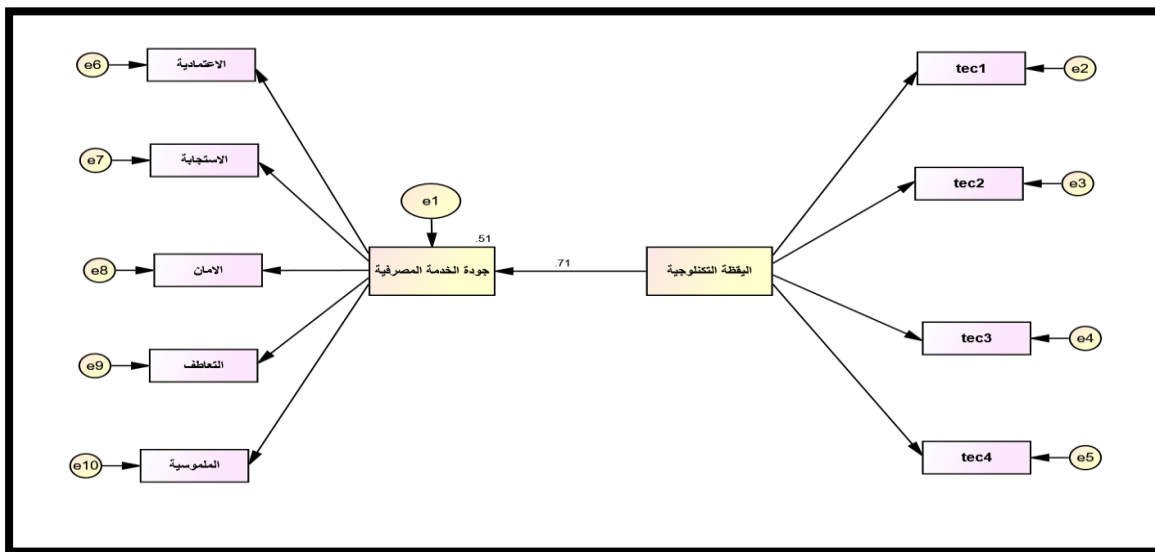 e6
الاعتمادية
tec1
e2
e7
الاستجابة
tec2
e3
e1
.51
جودة الخدمة المصرفية
.71
اليقظة التكنلوجية
e8
الامان
tec3
e4
e9
التعاطف
tec4
e5
e10
الملموسية